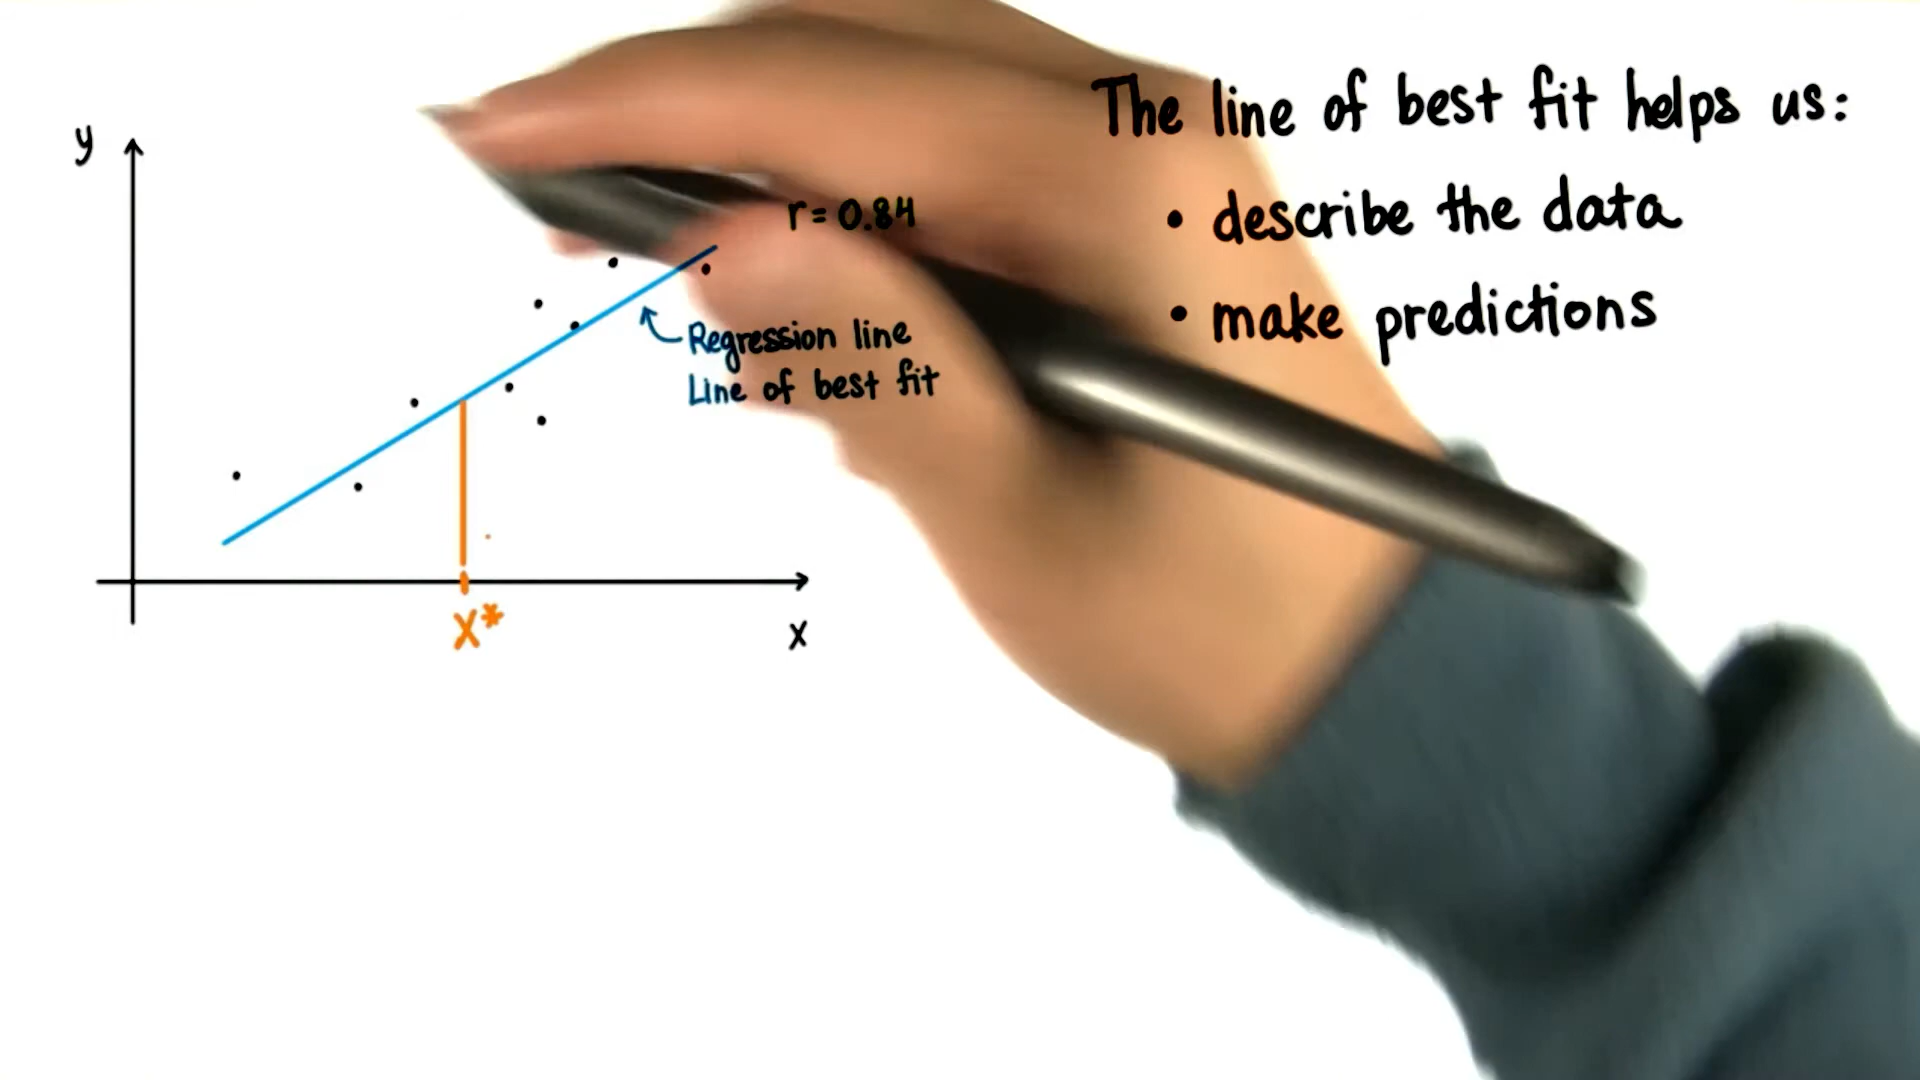 The line of best fit helps us:
• describe the data
• make predictions
y
r = 0.84
Regression line
Line of best fit
X*
x